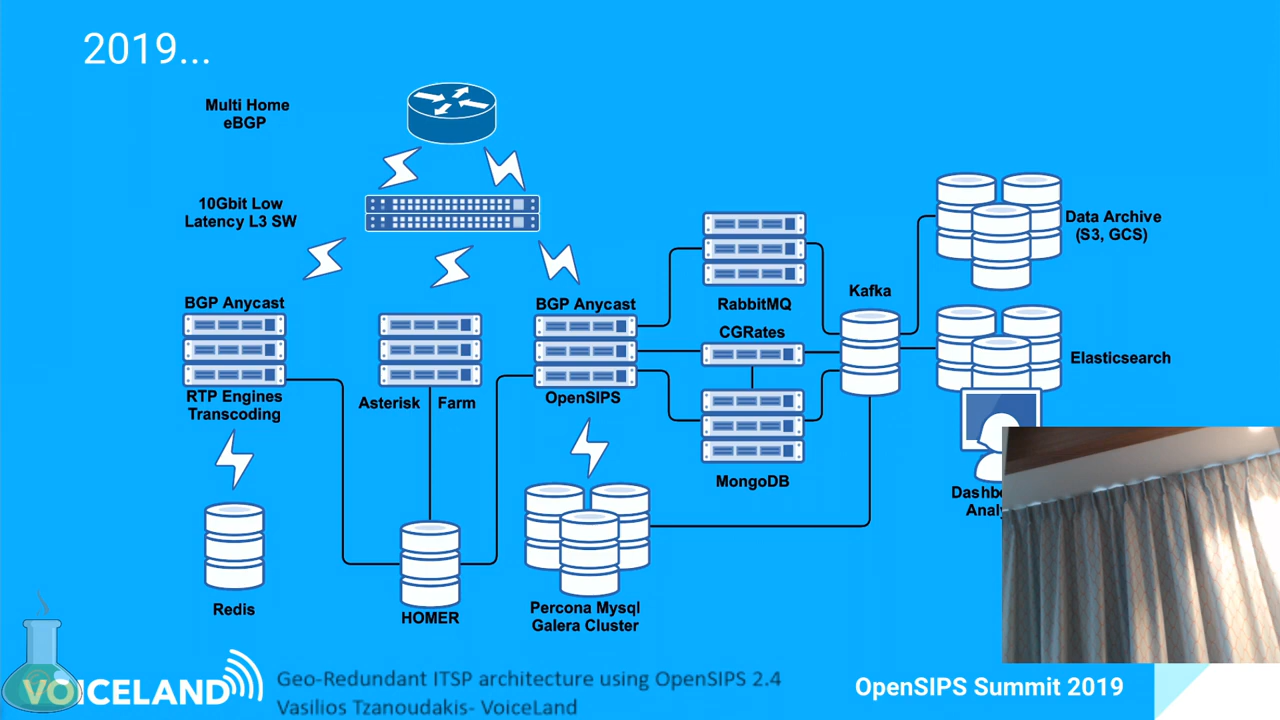 2019...
Multi Home
eBGP
10Gbit Low
Latency L3 SW
BGP Anycast
RTP Engines
Transcoding
Redis
Asterisk Farm
HOMER
BGP Anycast
OpenSIPS
Percona Mysql
Galera Cluster
RabbitMQ
CGRates
MongoDB
Kafka
Data Archive
(S3, GCS)
Elasticsearch
VOICELAND
Geo-Redundant ITSP architecture using OpenSIPS 2.4
Vasilios Tzanoudakis- VoiceLand
OpenSIPS Summit 2019